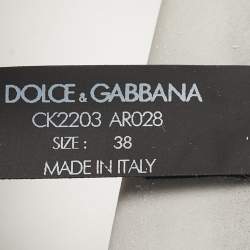 DOLCE & GABBANA
CK2203 AR028
SIZE: 38
MADE IN ITALY